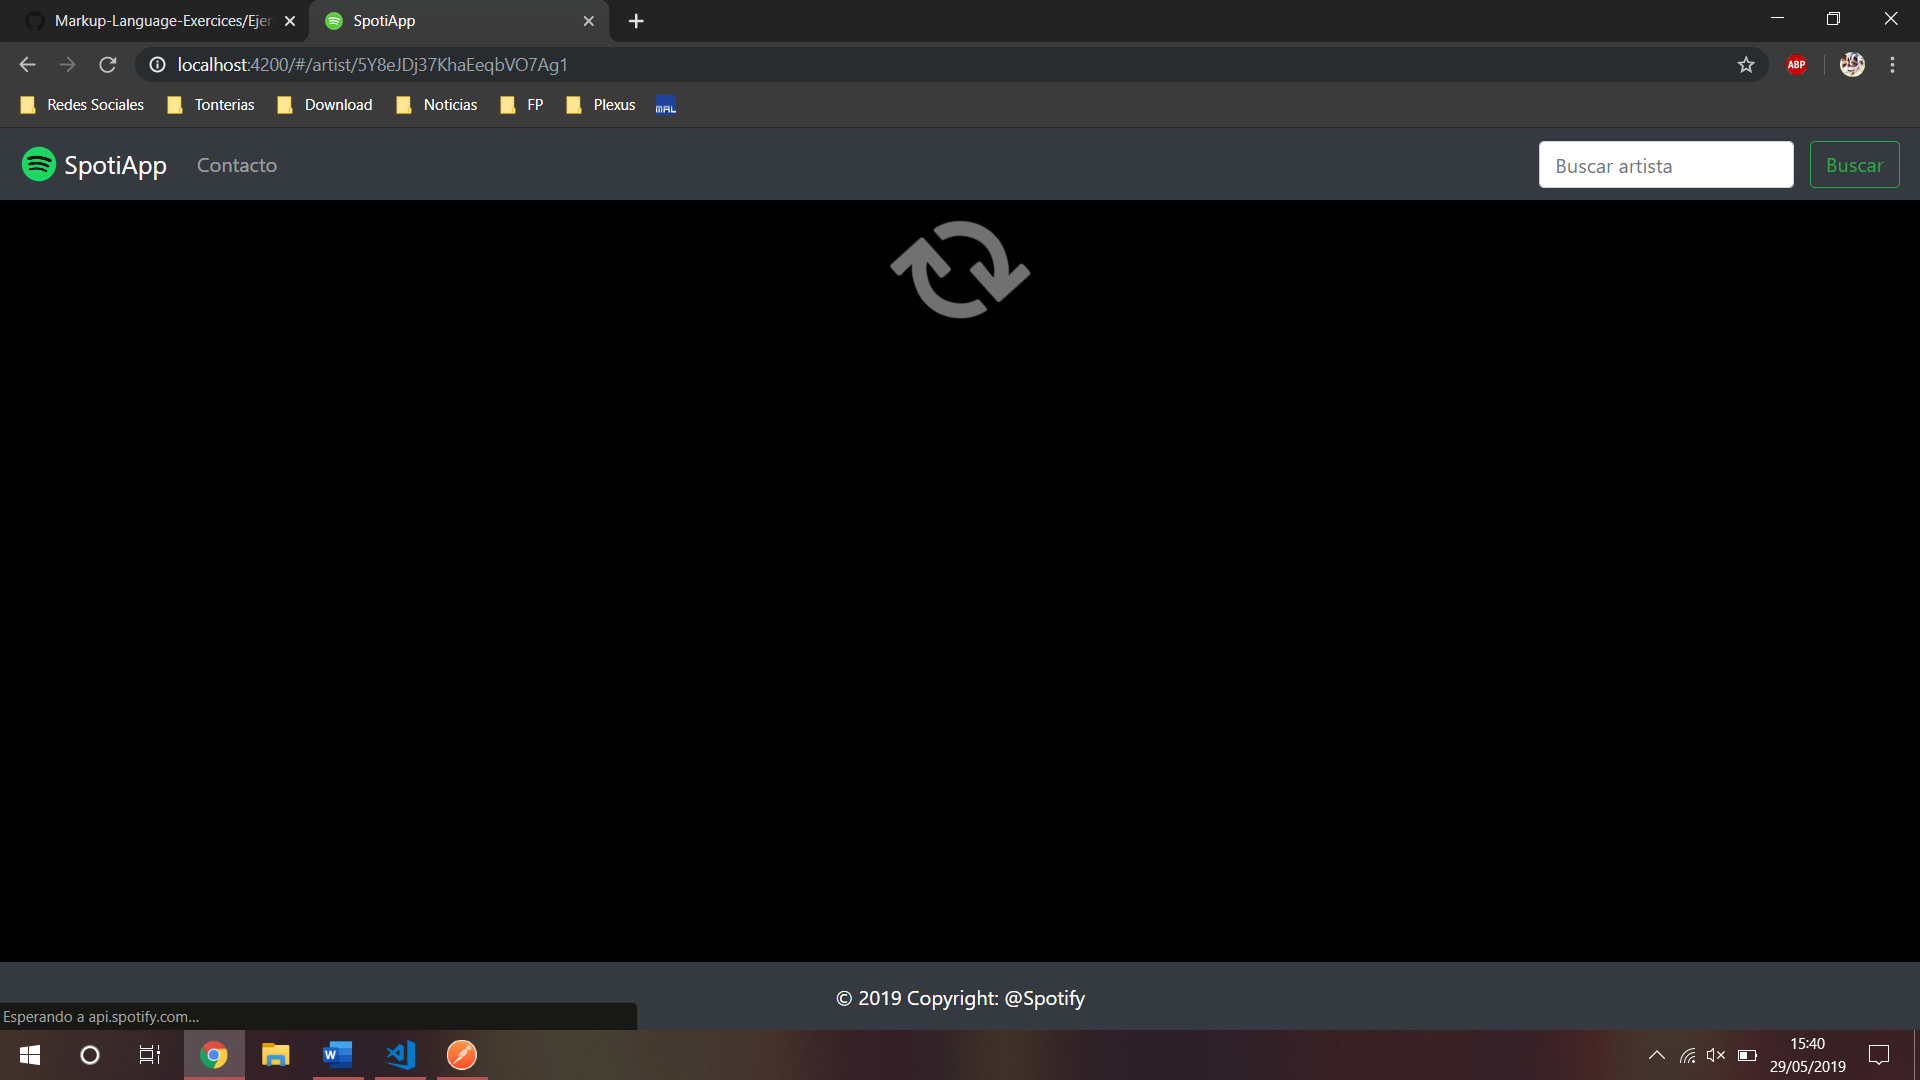 Markup-Language-Exercices/Ejer
SpotiApp
localhost:4200/#/artist/5Y8eJDj37KhaEeqbVO7Ag1
ABP
Redes Sociales
Tonterias
Download
Noticias
FP
Plexus
MAL
SpotiApp
Contacto
Buscar artista
Buscar
© 2019 Copyright: @Spotify
Esperando a api.spotify.com...
W
15:40
29/05/2019